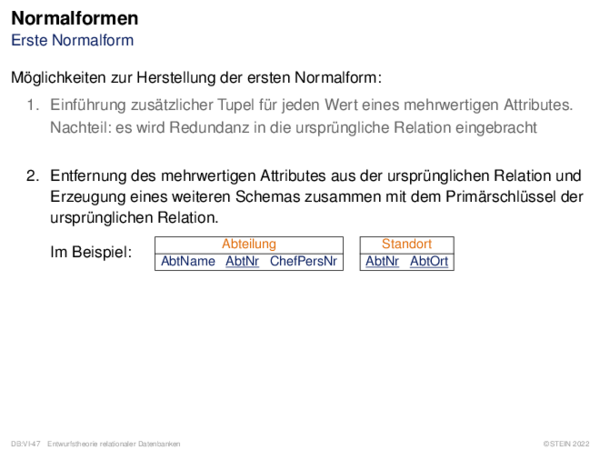 Normalformen
Erste Normalform
Möglichkeiten zur Herstellung der ersten Normalform:
1. Einführung zusätzlicher Tupel für jeden Wert eines mehrwertigen Attributes.
Nachteil: es wird Redundanz in die ursprüngliche Relation eingebracht
2. Entfernung des mehrwertigen Attributes aus der ursprünglichen Relation und
Erzeugung eines weiteren Schemas zusammen mit dem Primärschlüssel der
ursprünglichen Relation.
Im Beispiel:
Abteilung
AbtName AbtNr ChefPersNr
Standort
AbtNr AbtOrt
DB:VI-47 Entwurfstheorie relationaler Datenbanken
©STEIN 2022